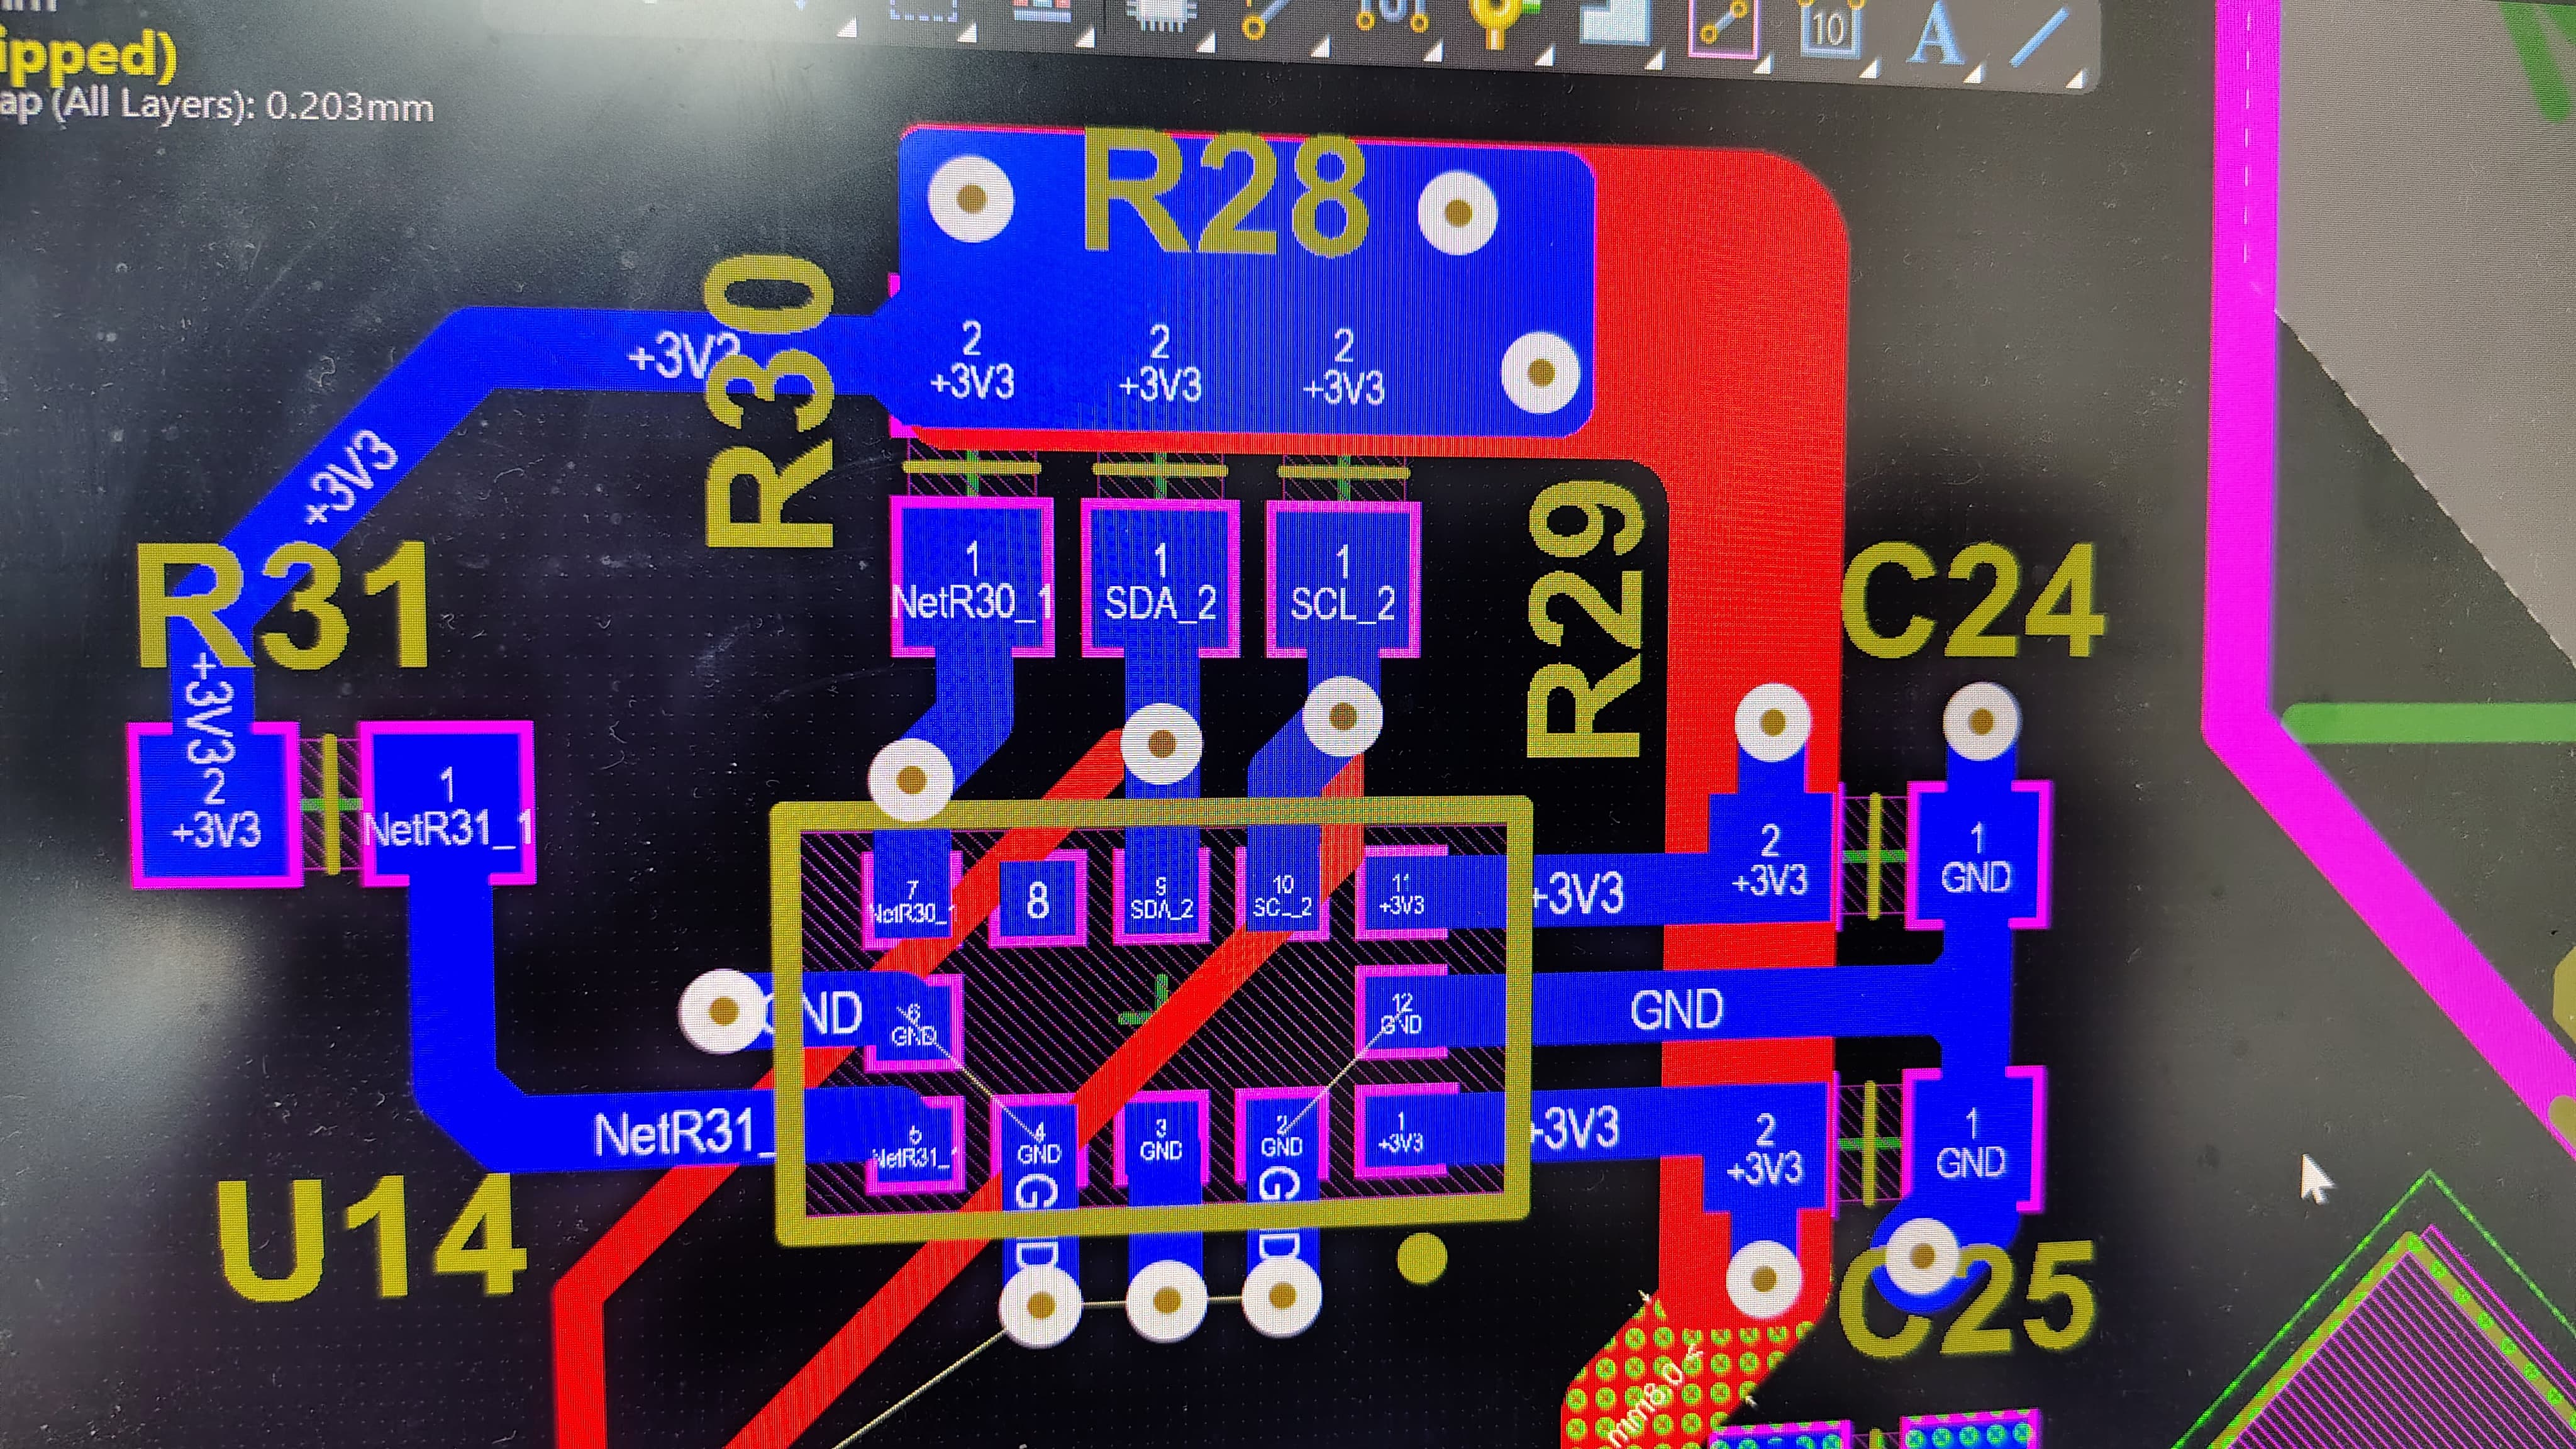 ipped)
ap (All Layers): 0.203mm
10
A
R28
R30
+3V3
2
+3V3
2
+3V3
2
+3V3
+3V3
R31
+3V3
2
+3V3
1
NetR31_1
1
NetR30_1
1
SDA_2
1
SCL_2
R29
C24
7
NetR30_1
8
9
SDA_2
10
SCL_2
11
+3V3
+3V3
2
+3V3
1
GND
GND
6
GND
12
GND
GND
NetR31_
5
NetR31_1
4
GND
3
GND
2
GND
1
+3V3
+3V3
2
+3V3
1
GND
GND
GND
U14
C25